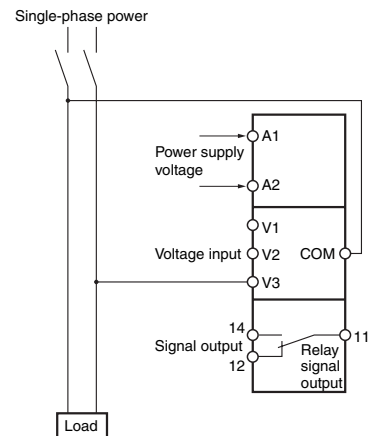 Single-phase power
A1
Power supply
voltage
A2
V1
Voltage input
V2
COM
V3
14
11
Signal output
Relay
signal
output
12
Load